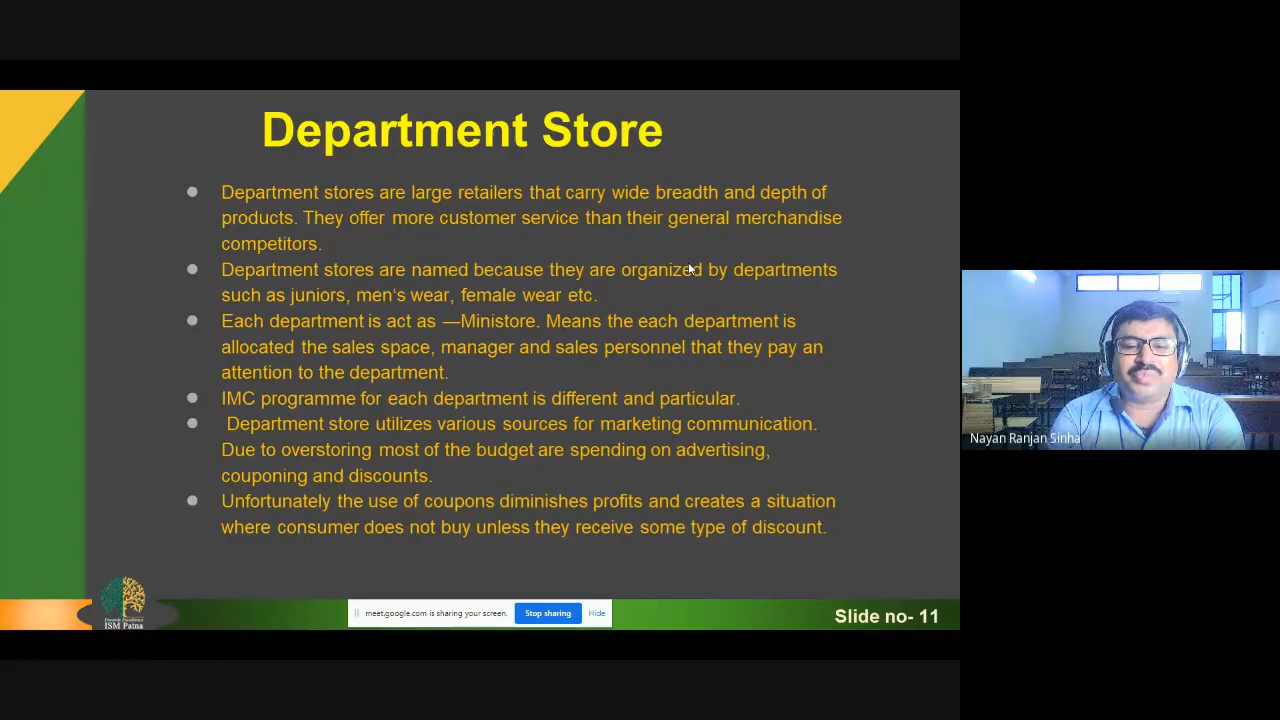 Department Store
Department stores are large retailers that carry wide breadth and depth of
products. They offer more customer service than their general merchandise
competitors.
Department stores are named because they are organized by departments
such as juniors, men‘s wear, female wear etc.
Each department is act as ―Ministore. Means the each department is
allocated the sales space, manager and sales personnel that they pay an
attention to the department.
IMC programme for each department is different and particular.
Department store utilizes various sources for marketing communication.
Due to overstoring most of the budget are spending on advertising,
couponing and discounts.
Unfortunately the use of coupons diminishes profits and creates a situation
where consumer does not buy unless they receive some type of discount.
Towards Excellence
ISM Patna
meet.google.com is sharing your screen.
Stop sharing
Hide
Slide no- 11
Nayan Ranjan Sinha